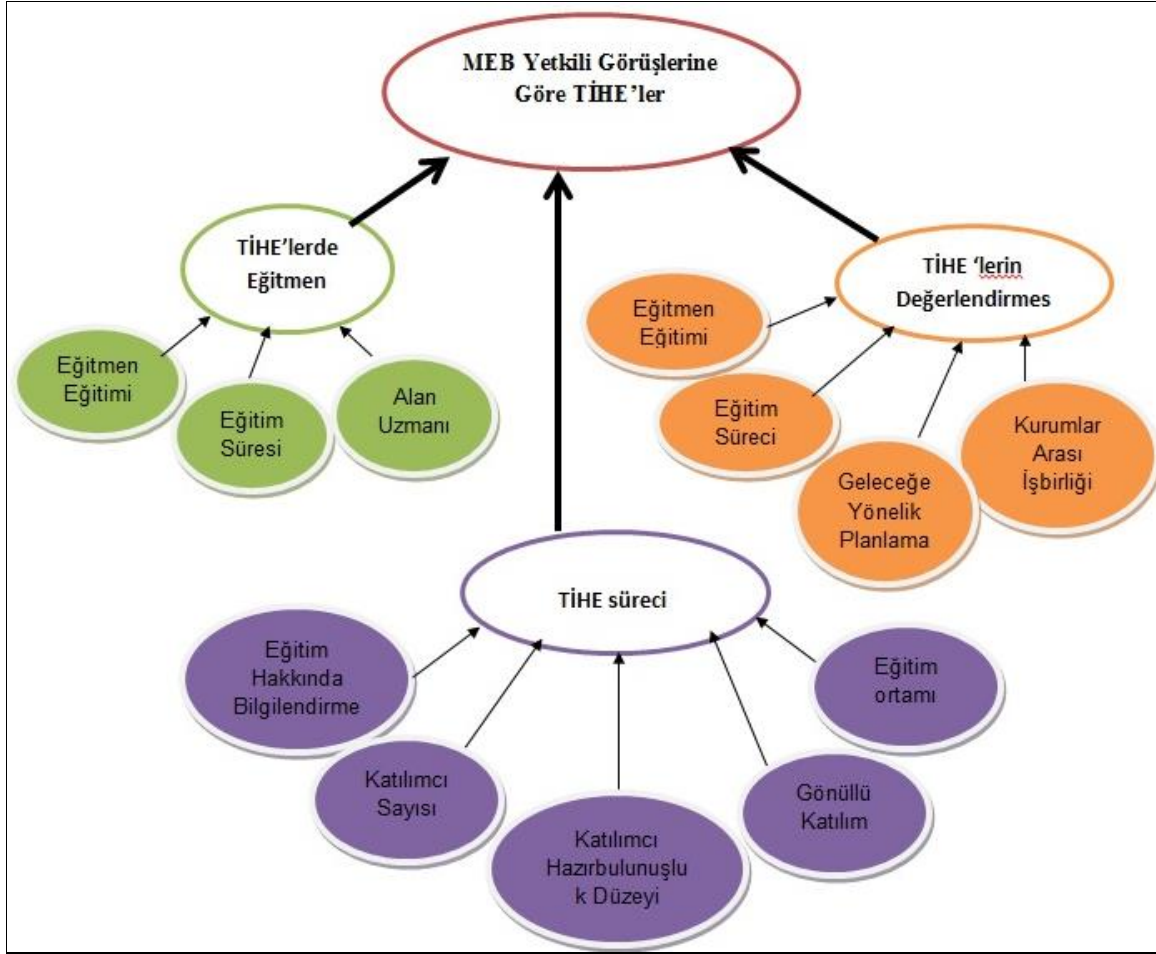 MEB Yetkili Görüşlerine
Göre TİHE’ler
TİHE’lerde
Eğitmen
Eğitmen
Eğitimi
Eğitim
Süresi
Alan
Uzmanı
TİHE ‘lerin
Değerlendirmes
Eğitmen
Eğitimi
Eğitim
Süreci
Geleceğe
Yönelik
Planlama
Kurumlar
Arası
İşbirliği
TİHE süreci
Eğitim
Hakkında
Bilgilendirme
Katılımcı
Sayısı
Katılımcı
Hazırbulunuşlu
k Düzeyi
Gönüllü
Katılım
Eğitim
ortamı